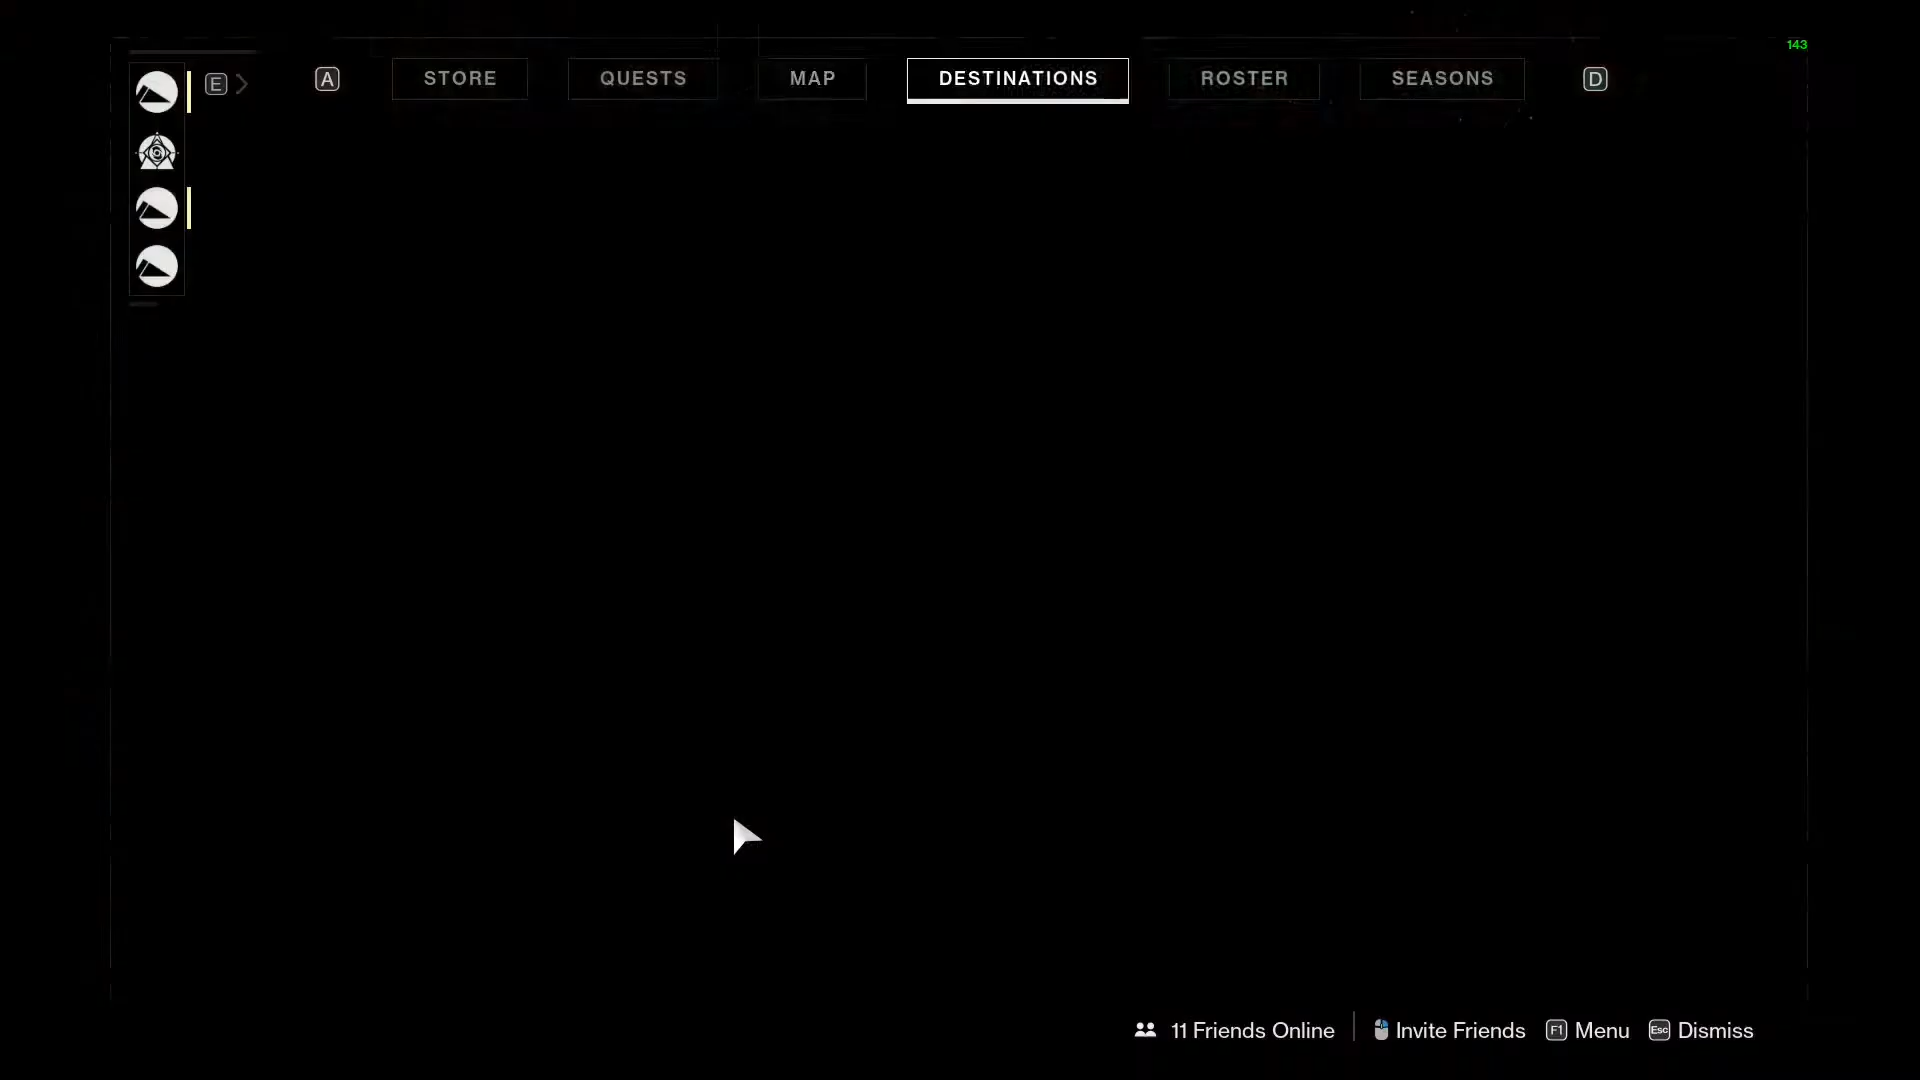 143
E
A
STORE
QUESTS
MAP
DESTINATIONS
ROSTER
SEASONS
D
11 Friends Online
Invite Friends
F1 Menu
Esc Dismiss